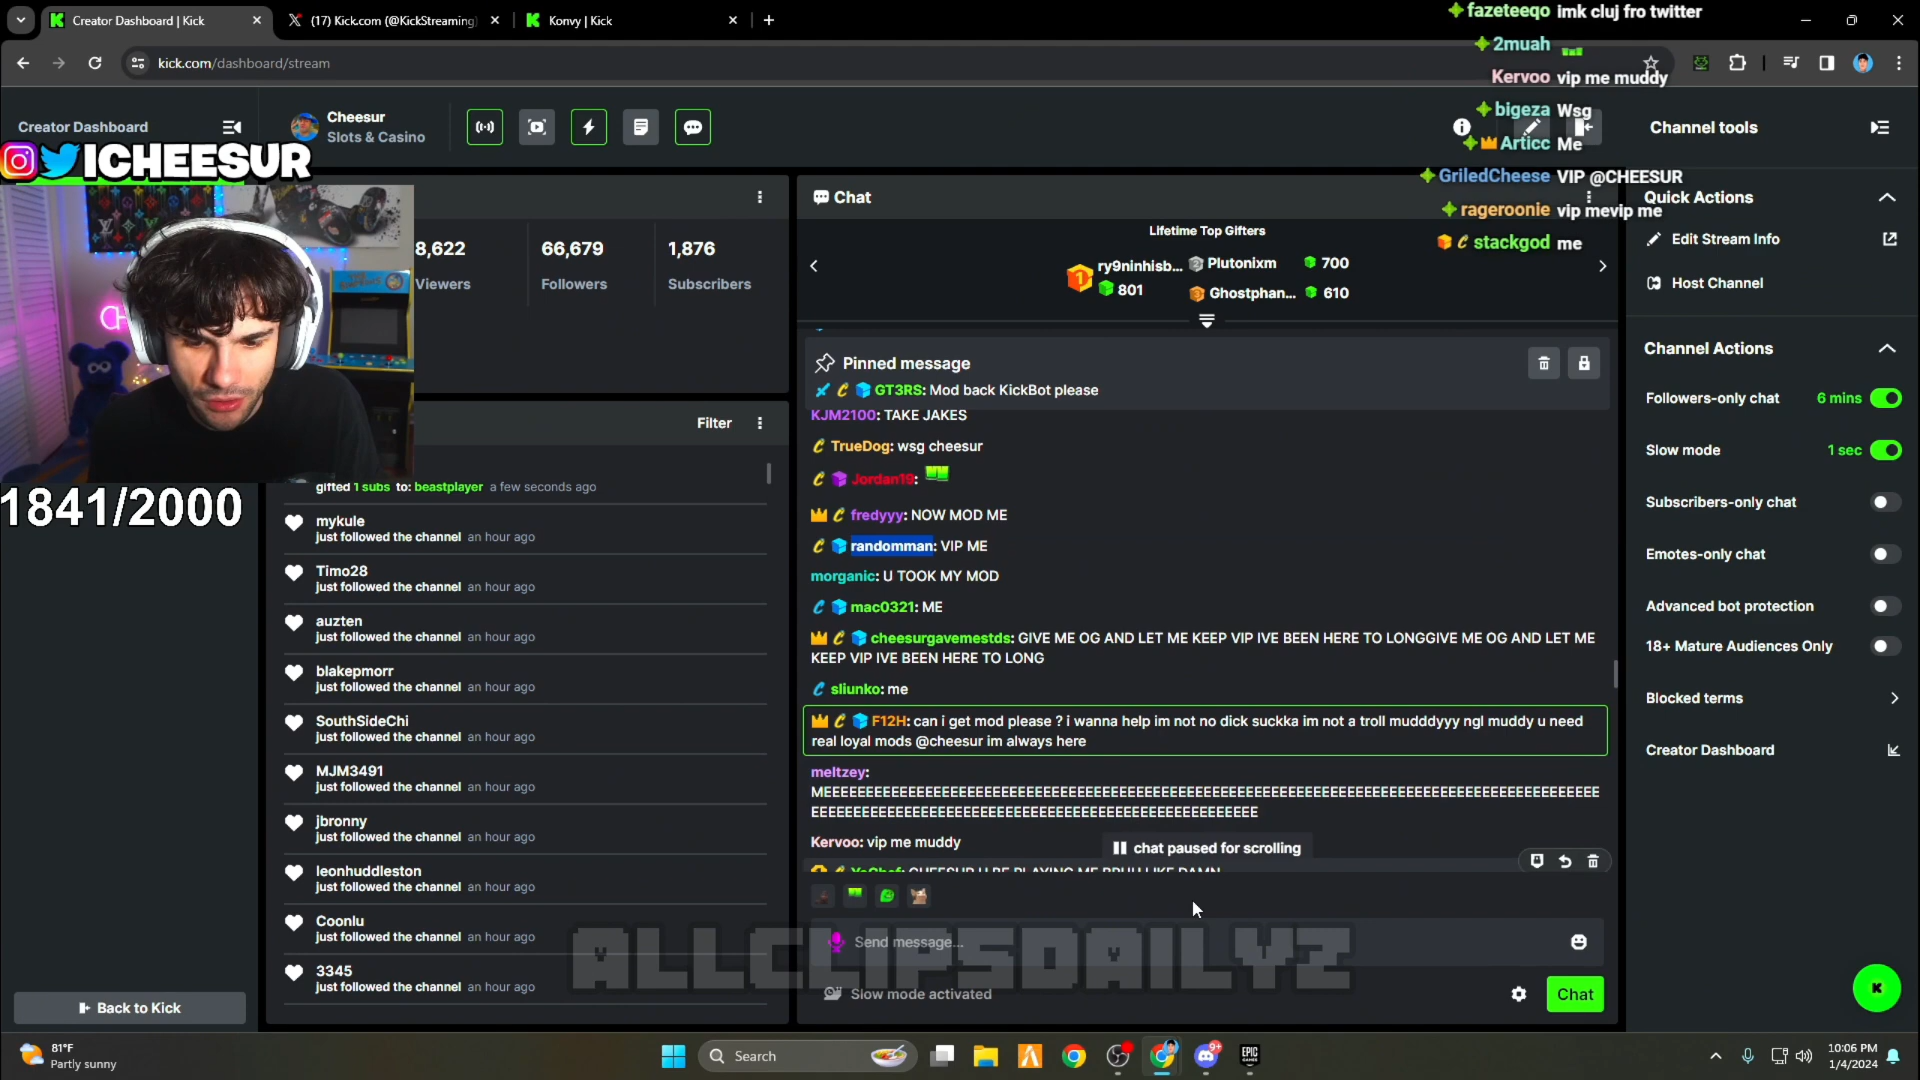 Creator Dashboard | Kick
(17) Kick.com (@KickStreaming)
Konvy | Kick
kick.com/dashboard/stream
fazeteeqo imk cluj fro twitter
2muah
Kervoo vip me muddy
bigeza Wsg
Articc Me
GriledCheese VIP @CHEESUR
rageroonie vip mevip me
stackgod me
Creator Dashboard
Cheesur
Slots & Casino
ICHEESUR
8,622
Viewers
66,679
Followers
1,876
Subscribers
Filter
gifted 1 subs to: beastplayer a few seconds ago
1841/2000
mykule
just followed the channel an hour ago
Timo28
just followed the channel an hour ago
auzten
just followed the channel an hour ago
blakepmorr
just followed the channel an hour ago
SouthSideChi
just followed the channel an hour ago
MJM3491
just followed the channel an hour ago
jbronny
just followed the channel an hour ago
leonhuddleston
just followed the channel an hour ago
Coonlu
just followed the channel an hour ago
3345
just followed the channel an hour ago
Back to Kick
Chat
Lifetime Top Gifters
ry9ninhisb...
801
Plutonixm 700
Ghostphan... 610
Pinned message
GT3RS: Mod back KickBot please
KJM2100: TAKE JAKES
TrueDog: wsg cheesur
Jordan19:
fredyyy: NOW MOD ME
randomman: VIP ME
morganic: U TOOK MY MOD
mac0321: ME
cheesurgavemestds: GIVE ME OG AND LET ME KEEP VIP IVE BEEN HERE TO LONGGIVE ME OG AND LET ME
KEEP VIP IVE BEEN HERE TO LONG
sliunko: me
F12H: can i get mod please ? i wanna help im not no dick suckka im not a troll mudddyyy ngl muddy u need
real loyal mods @cheesur im always here
meltzey:
Kervoo: vip me muddy
chat paused for scrolling
YoChef: CHEESUR U BE PLAYING ME BRUH LIKE DAMN
Send message...
ALLCLIPSDAILYZ
Slow mode activated
Chat
Channel tools
Quick Actions
Edit Stream Info
Host Channel
Channel Actions
Followers-only chat 6 mins
Slow mode 1 sec
Subscribers-only chat
Emotes-only chat
Advanced bot protection
18+ Mature Audiences Only
Blocked terms
Creator Dashboard
81°F
Partly sunny
Search
9+
EPIC
GAMES
10:06 PM
1/4/2024